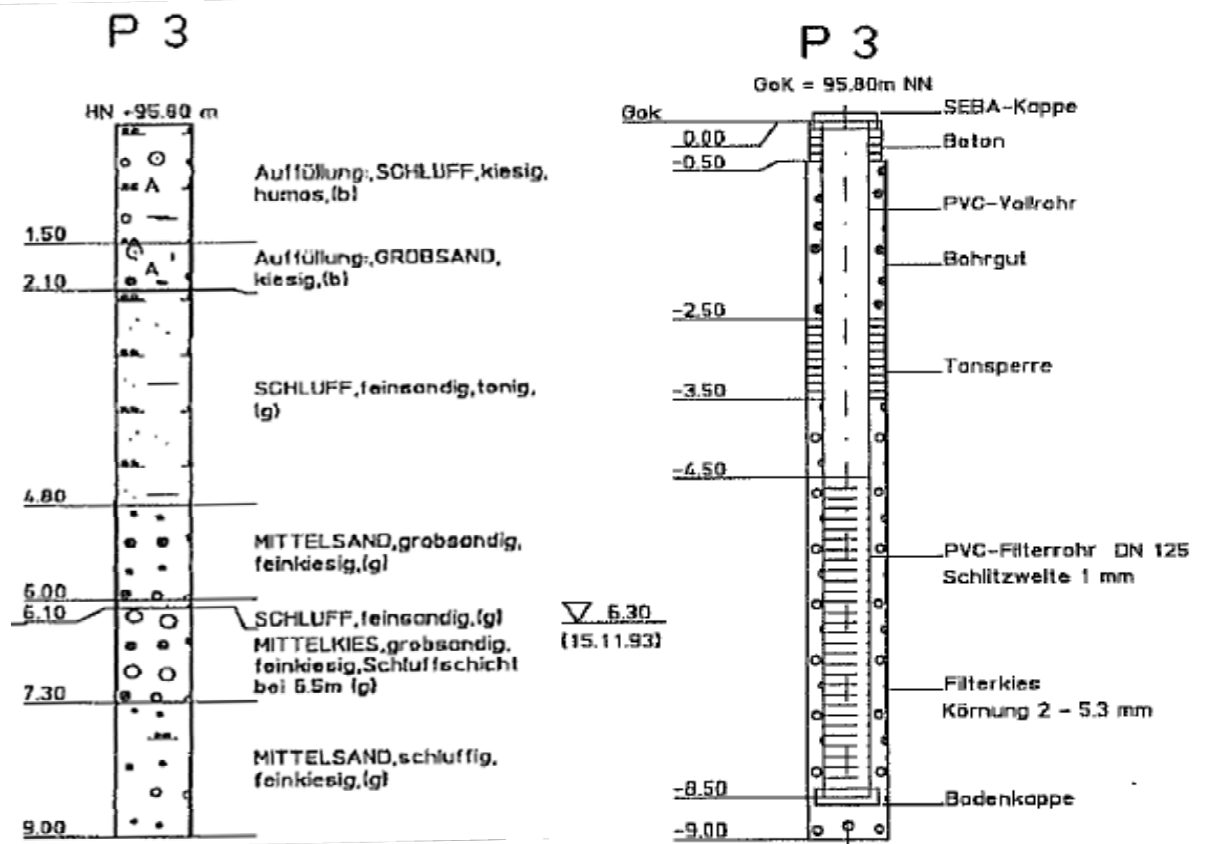 P 3
HN +95.80 m
Auffüllung:,SCHLUFF,kiesig,
humos,(b)
A
1.50
Auffüllung:,GROBSAND,
kiesig,(b)
A
2.10
SCHLUFF,feinsandig,tonig,
(g)
4.80
MITTELSAND,grobsandig,
feinkiesig,(g)
6.00
6.10
SCHLUFF,feinsandig,(g)
MITTELKIES,grobsandig,
feinkiesig,Schluffschicht
bei 6.5m (g)
7.30
MITTELSAND,schluffig,
feinkiesig,(g)
9.00
P 3
GoK = 95.80m NN
Gok
SEBA-Kappe
0.00
Beton
-0.50
PVC-Vollrohr
Bohrgut
-2.50
Tonsperre
-3.50
-4.50
PVC-Filterrohr DN 125
Schlitzweite 1 mm
6.30
(15.11.93)
Filterkies
Körnung 2 - 5.3 mm
-8.50
Bodenkappe
-9.00